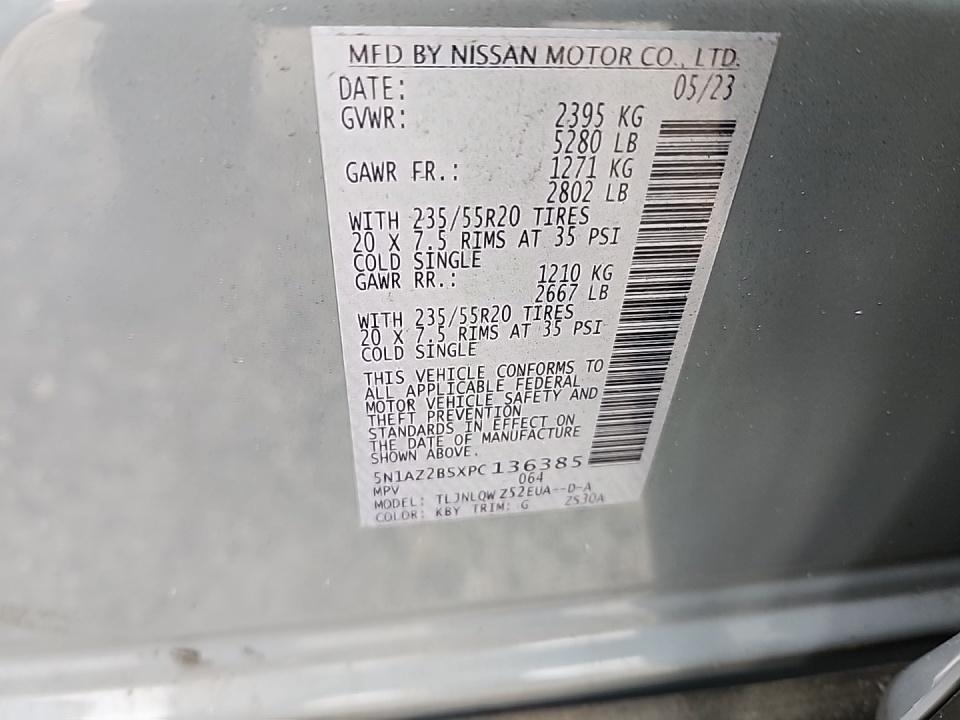 MFD BY NISSAN MOTOR CO., LTD.
DATE: 05/23
GVWR: 2395 KG
5280 LB
GAWR FR.: 1271 KG
2802 LB
WITH 235/55R20 TIRES
20 X 7.5 RIMS AT 35 PSI
COLD SINGLE
GAWR RR.: 1210 KG
2667 LB
WITH 235/55R20 TIRES
20 X 7.5 RIMS AT 35 PSI
COLD SINGLE
THIS VEHICLE CONFORMS TO
ALL APPLICABLE FEDERAL
MOTOR VEHICLE SAFETY AND
THEFT PREVENTION
STANDARDS IN EFFECT ON
THE DATE OF MANUFACTURE
SHOWN ABOVE.
5N1AZ2BSXPC136385
MPV 064
MODEL: TLJNLQW Z52EUA--D-A
COLOR: KBY TRIM: G ZS30A